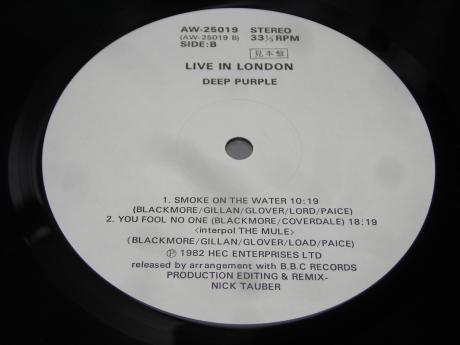 AW-25019 STEREO
(AW-25019 B) 33⅓ RPM
SIDE:B
見本盤
LIVE IN LONDON
DEEP PURPLE
1. SMOKE ON THE WATER 10:19
(BLACKMORE/GILLAN/GLOVER/LORD/PAICE)
2. YOU FOOL NO ONE (BLACKMORE/COVERDALE) 18:19
<interpol THE MULE>
(BLACKMORE/GILLAN/GLOVER/LOAD/PAICE)
Ⓟ 1982 HEC ENTERPRISES LTD
released by arrangement with B.B.C RECORDS
PRODUCTION EDITING & REMIX-
NICK TAUBER